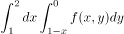 \int_{1}^{2} dx \int_{1-x}^{0} f(x, y) dy